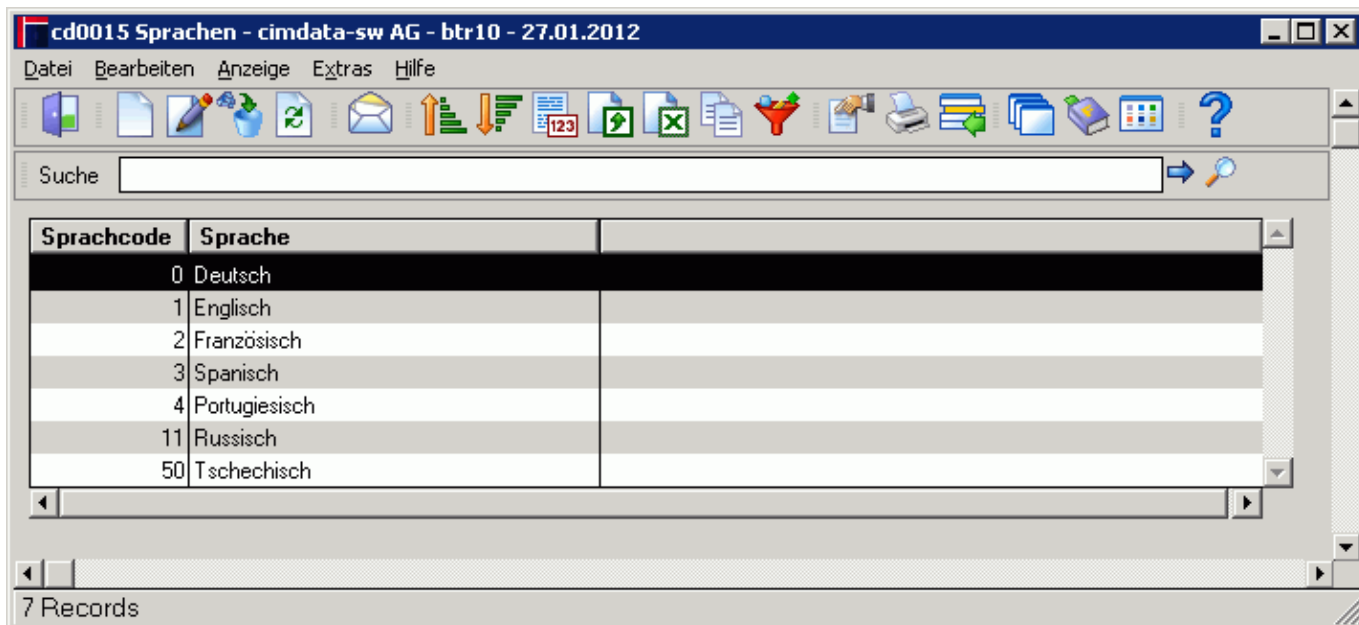 cd0015 Sprachen - cimdata-sw AG - btr10 - 27.01.2012
Datei Bearbeiten Anzeige Extras Hilfe
123
Suche
Sprachcode Sprache
0 Deutsch
1 Englisch
2 Französisch
3 Spanisch
4 Portugiesisch
11 Russisch
50 Tschechisch
7 Records